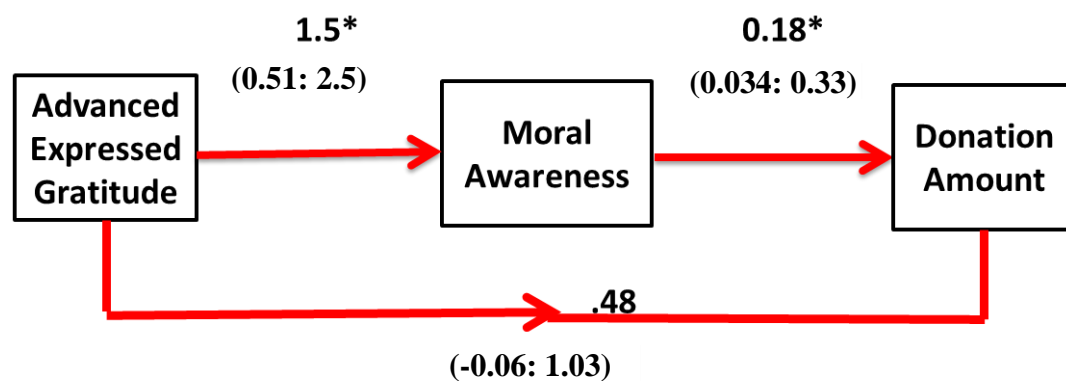 1.5*
(0.51: 2.5)
0.18*
(0.034: 0.33)
Advanced
Expressed
Gratitude
Moral
Awareness
Donation
Amount
.48
(-0.06: 1.03)